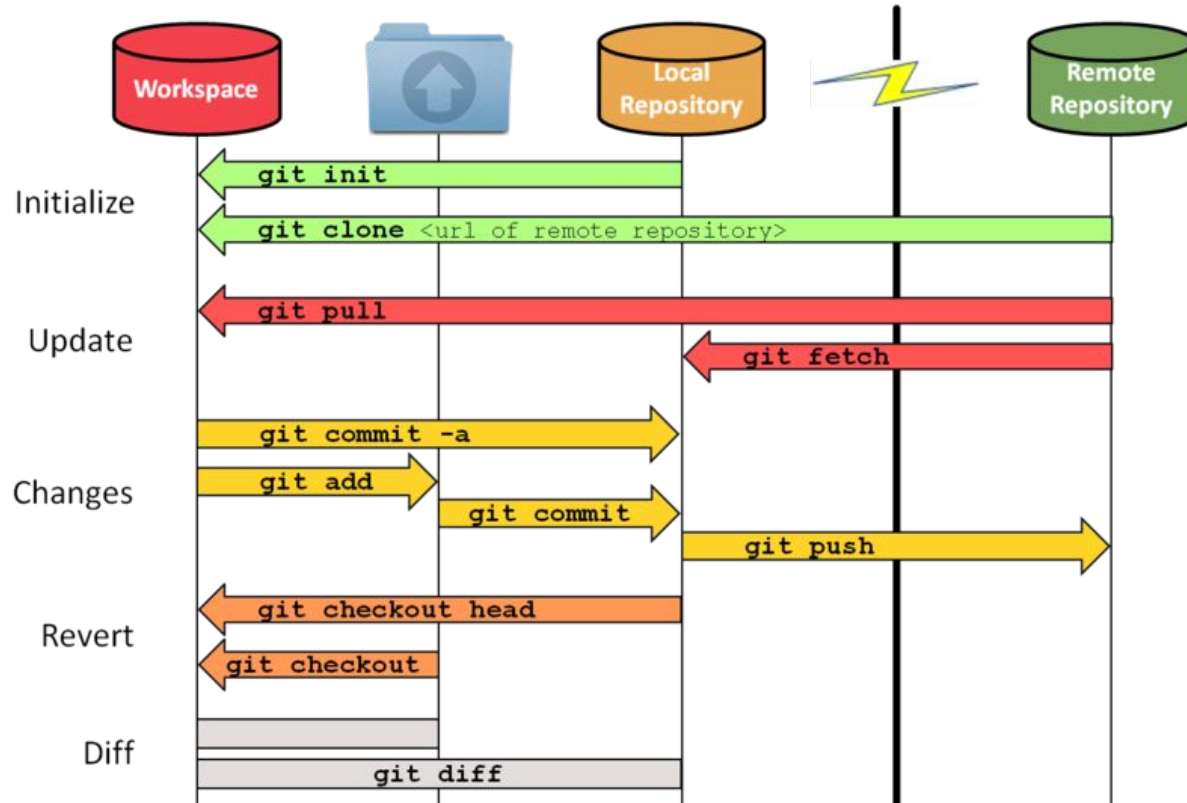 Workspace
Local
Repository
Remote
Repository
Initialize
git init
git clone <url of remote repository>
Update
git pull
git fetch
Changes
git commit -a
git add
git commit
git push
Revert
git checkout head
git checkout
Diff
git diff